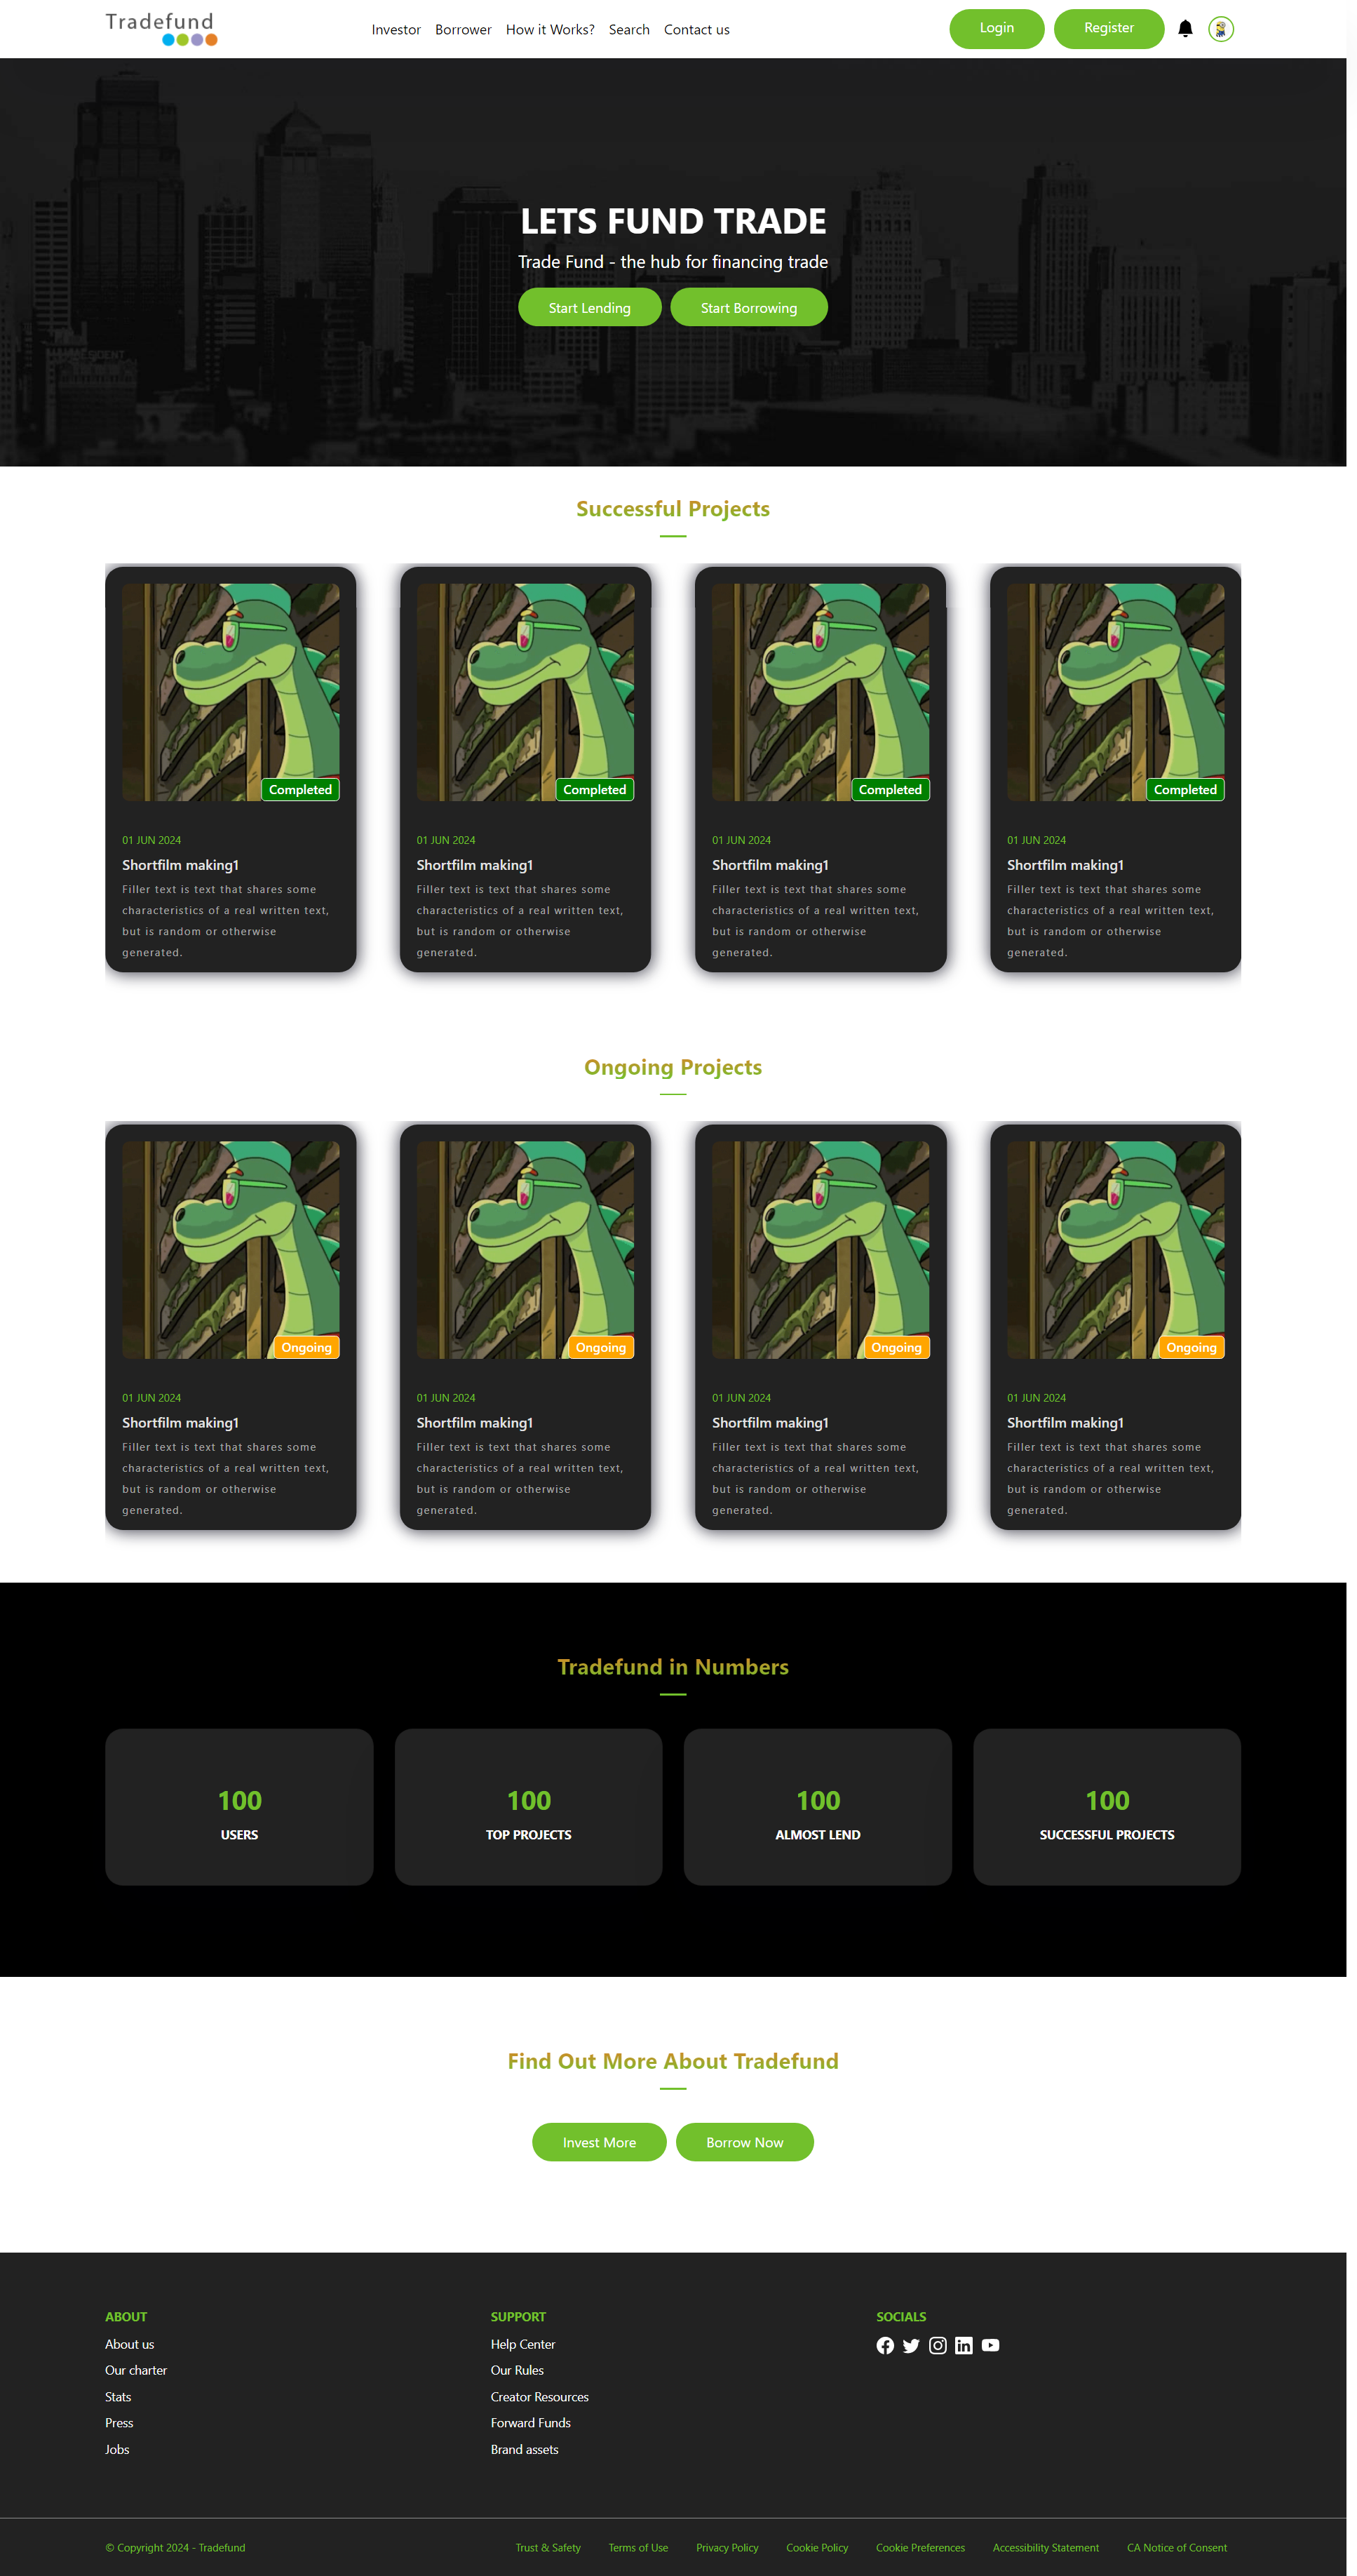 Tradefund
Investor Borrower How it Works? Search Contact us
Login Register
LETS FUND TRADE
Trade Fund - the hub for financing trade
Start Lending Start Borrowing
Successful Projects
Completed Completed Completed Completed
01 JUN 2024 01 JUN 2024 01 JUN 2024 01 JUN 2024
Shortfilm making1 Shortfilm making1 Shortfilm making1 Shortfilm making1
Filler text is text that shares some Filler text is text that shares some Filler text is text that shares some Filler text is text that shares some
characteristics of a real written text, characteristics of a real written text, characteristics of a real written text, characteristics of a real written text,
but is random or otherwise but is random or otherwise but is random or otherwise but is random or otherwise
generated. generated. generated. generated.
Ongoing Projects
Ongoing Ongoing Ongoing Ongoing
01 JUN 2024 01 JUN 2024 01 JUN 2024 01 JUN 2024
Shortfilm making1 Shortfilm making1 Shortfilm making1 Shortfilm making1
Filler text is text that shares some Filler text is text that shares some Filler text is text that shares some Filler text is text that shares some
characteristics of a real written text, characteristics of a real written text, characteristics of a real written text, characteristics of a real written text,
but is random or otherwise but is random or otherwise but is random or otherwise but is random or otherwise
generated. generated. generated. generated.
Tradefund in Numbers
100 100 100 100
USERS TOP PROJECTS ALMOST LEND SUCCESSFUL PROJECTS
Find Out More About Tradefund
Invest More Borrow Now
ABOUT SUPPORT SOCIALS
About us Help Center
Our charter Our Rules
Stats Creator Resources
Press Forward Funds
Jobs Brand assets
© Copyright 2024 - Tradefund Trust & Safety Terms of Use Privacy Policy Cookie Policy Cookie Preferences Accessibility Statement CA Notice of Consent